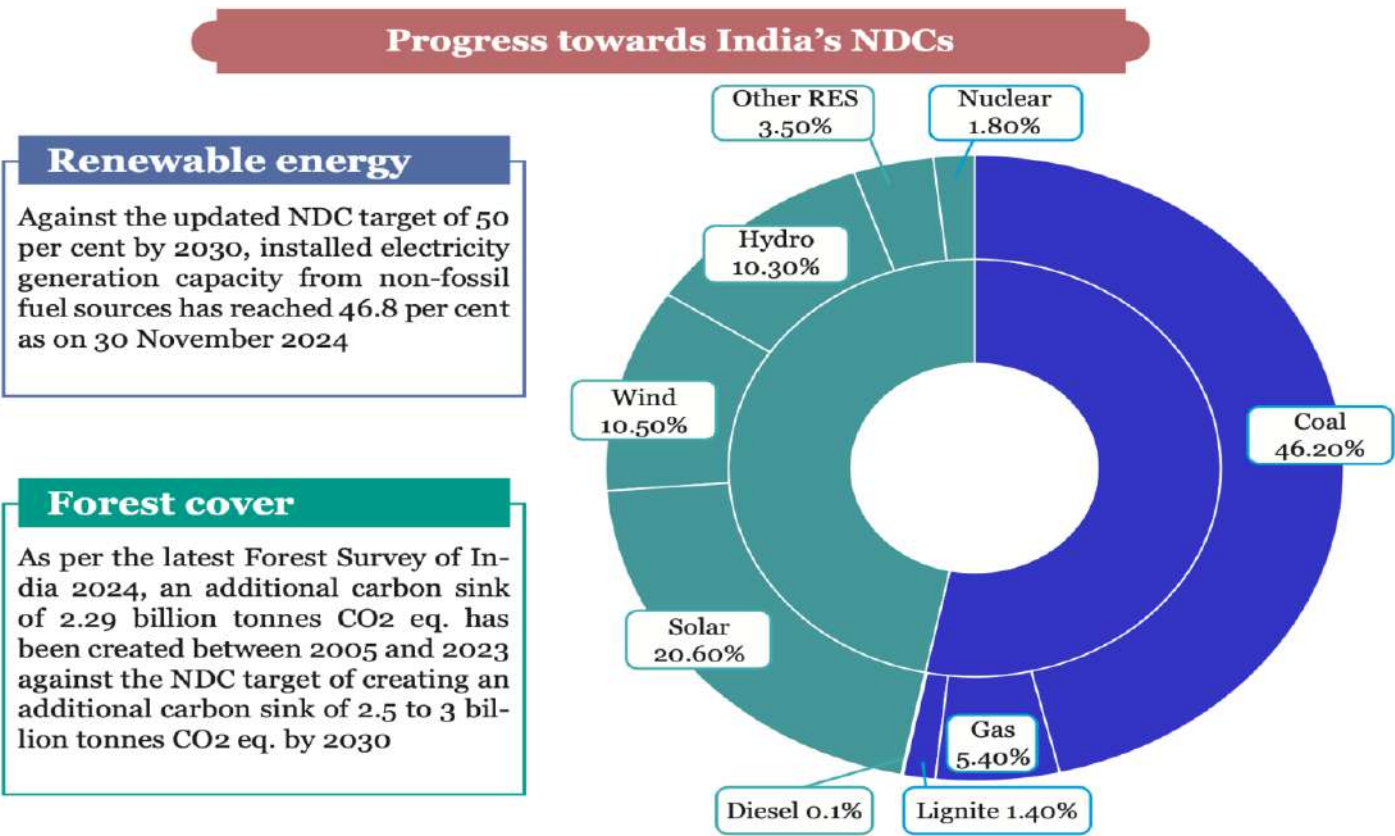 Progress towards India's NDCs
Renewable energy
Against the updated NDC target of 50
per cent by 2030, installed electricity
generation capacity from non-fossil
fuel sources has reached 46.8 per cent
as on 30 November 2024
Forest cover
As per the latest Forest Survey of In-
dia 2024, an additional carbon sink
of 2.29 billion tonnes CO2 eq. has
been created between 2005 and 2023
against the NDC target of creating an
additional carbon sink of 2.5 to 3 bil-
lion tonnes CO2 eq. by 2030
Other RES
3.50%
Nuclear
1.80%
Hydro
10.30%
Wind
10.50%
Coal
46.20%
Solar
20.60%
Gas
5.40%
Diesel 0.1%
Lignite 1.40%